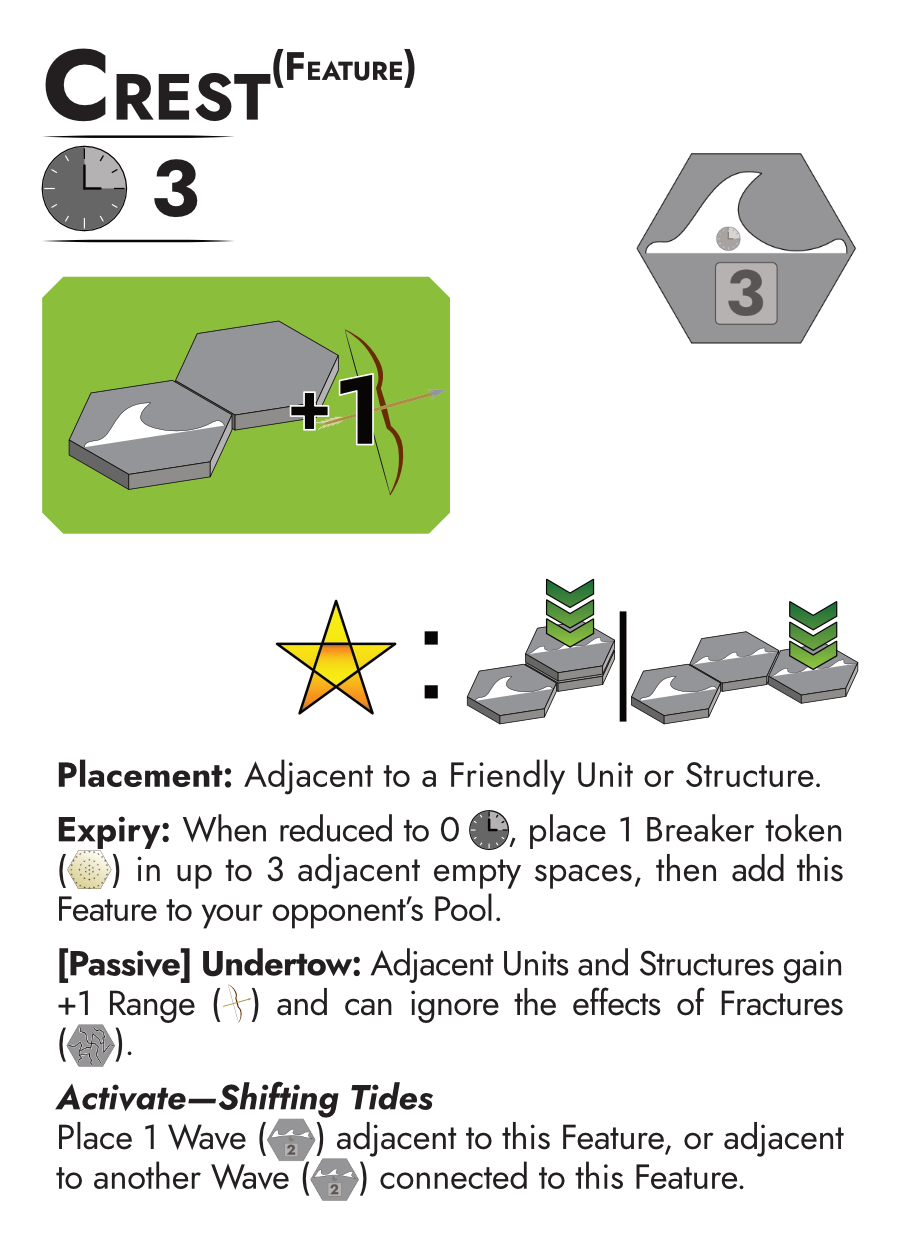 CREST(FEATURE)
3
3
+1
:
Placement: Adjacent to a Friendly Unit or Structure.
Expiry: When reduced to 0 , place 1 Breaker token
() in up to 3 adjacent empty spaces, then add this
Feature to your opponent’s Pool.
[Passive] Undertow: Adjacent Units and Structures gain
+1 Range () and can ignore the effects of Fractures
().
Activate—Shifting Tides
Place 1 Wave (2) adjacent to this Feature, or adjacent
to another Wave (2) connected to this Feature.